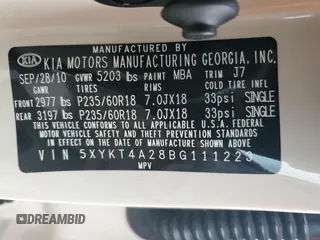 KIA KIA MOTORS MANUFACTURING GEORGIA, INC.
SEP/28/10 GVWR 5203 lbs PAINT MBA TRIM J7
GAWR TIRES RIMS COLD TIRE INFL
FRONT 2977 lbs P235/60R18 7.0JX18 33psi SINGLE
REAR 3197 lbs P235/60R18 7.0JX18 33psi SINGLE
THIS VEHICLE CONFORMS TO ALL APPLICABLE U.S. FEDERAL
MOTOR VEHICLE SAFETY AND THEFT PREVENTION STANDARDS
IN EFFECT ON THE DATE OF MANUFACTURE SHOWN ABOVE.
VIN 5XYKT4A28BG111223
MPV
DREAMBID